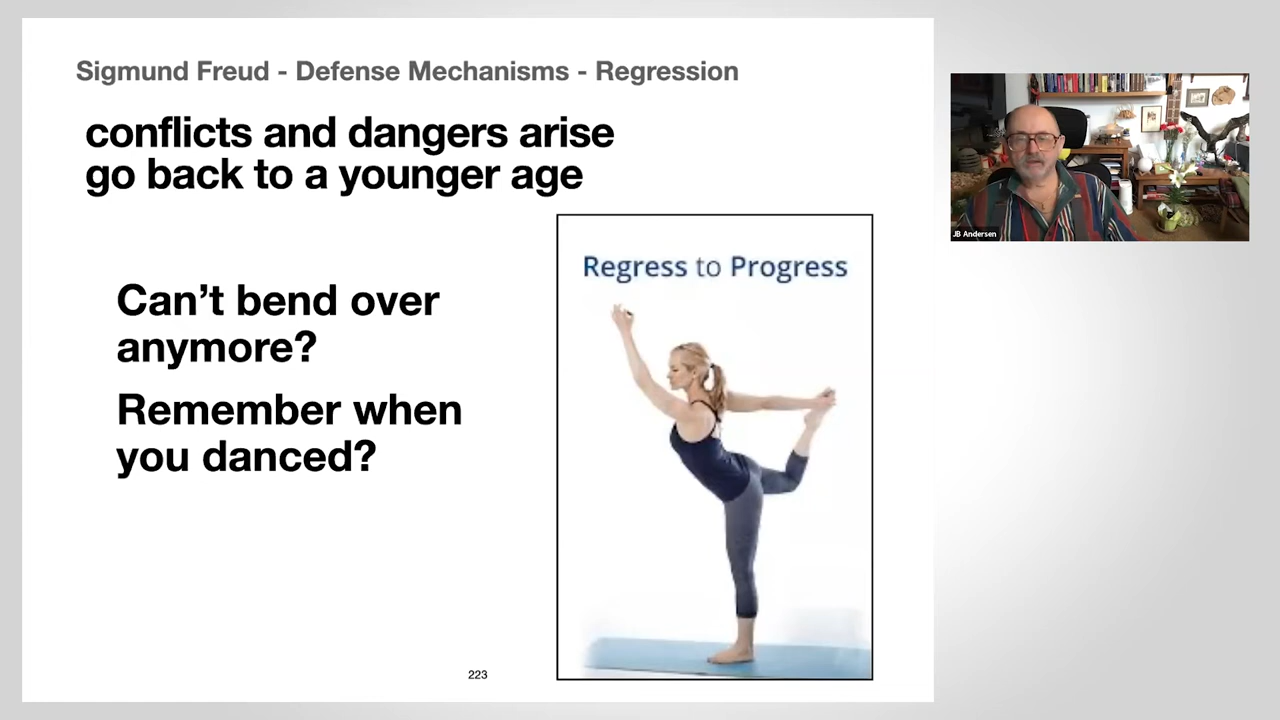 Sigmund Freud - Defense Mechanisms - Regression
conflicts and dangers arise
go back to a younger age
Can’t bend over
anymore?
Remember when
you danced?
Regress to Progress
223
JB Andersen